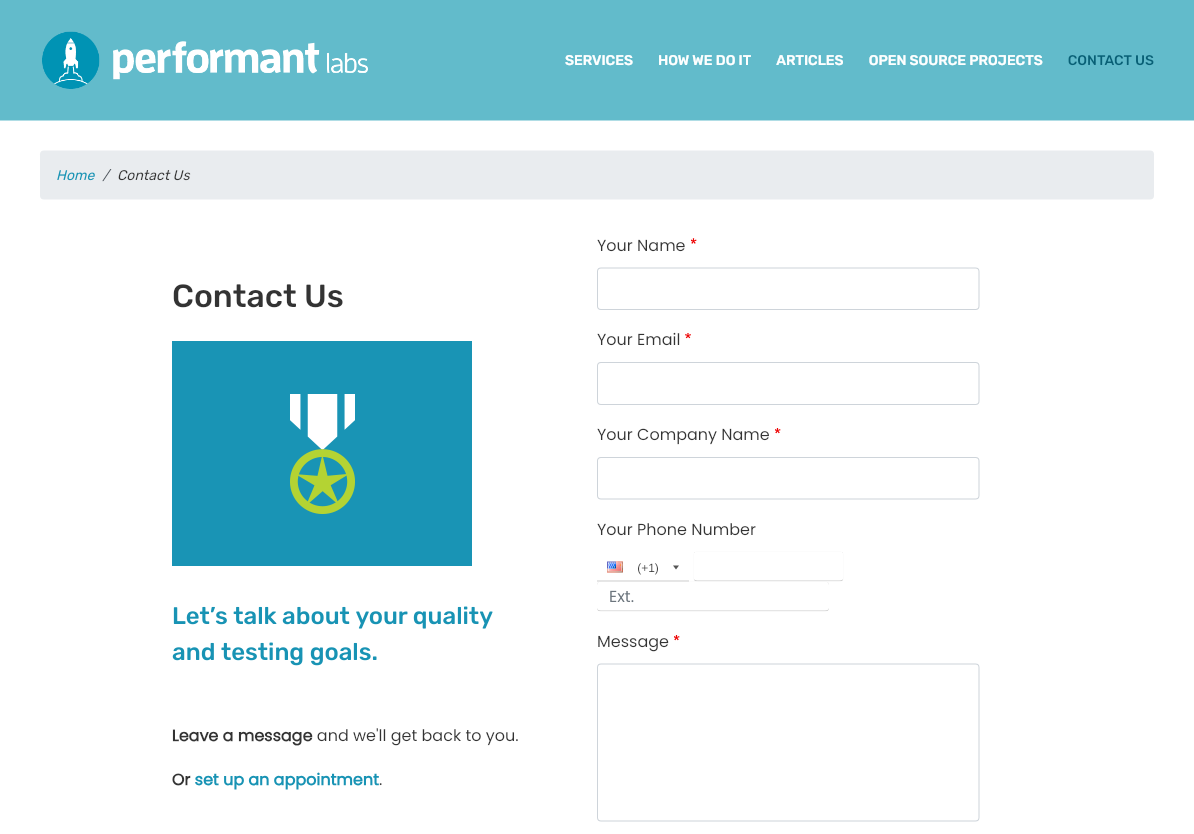 performant labs
SERVICES HOW WE DO IT ARTICLES OPEN SOURCE PROJECTS CONTACT US
Home / Contact Us
Contact Us
Let’s talk about your quality
and testing goals.
Leave a message and we'll get back to you.
Or set up an appointment.
Your Name *
Your Email *
Your Company Name *
Your Phone Number
(+1)
Ext.
Message *